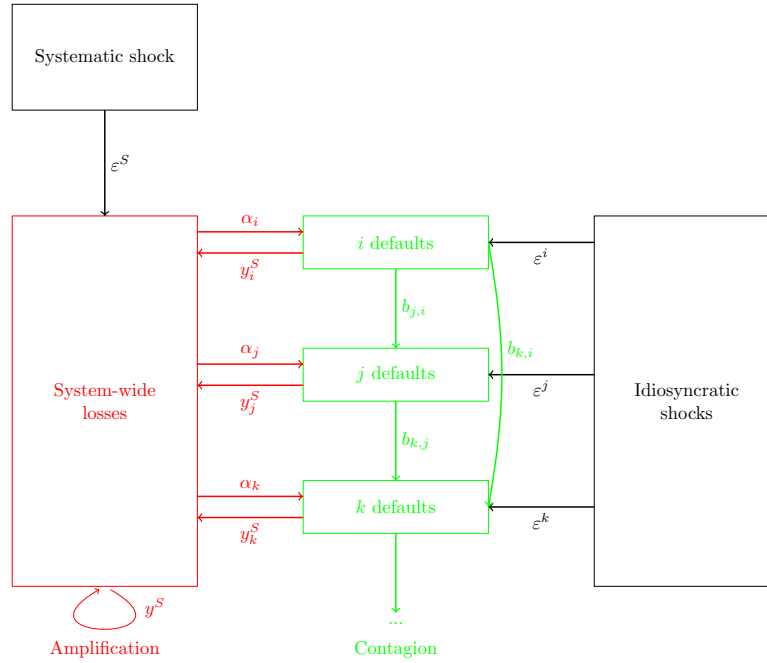 Systematic shock
ε^S
α_i
i defaults
y_i^S
ε^i
b_{j,i}
b_{k,i}
α_j
j defaults
y_j^S
ε^j
System-wide
losses
Idiosyncratic
shocks
b_{k,j}
α_k
k defaults
y_k^S
ε^k
y^S
...
Amplification
Contagion